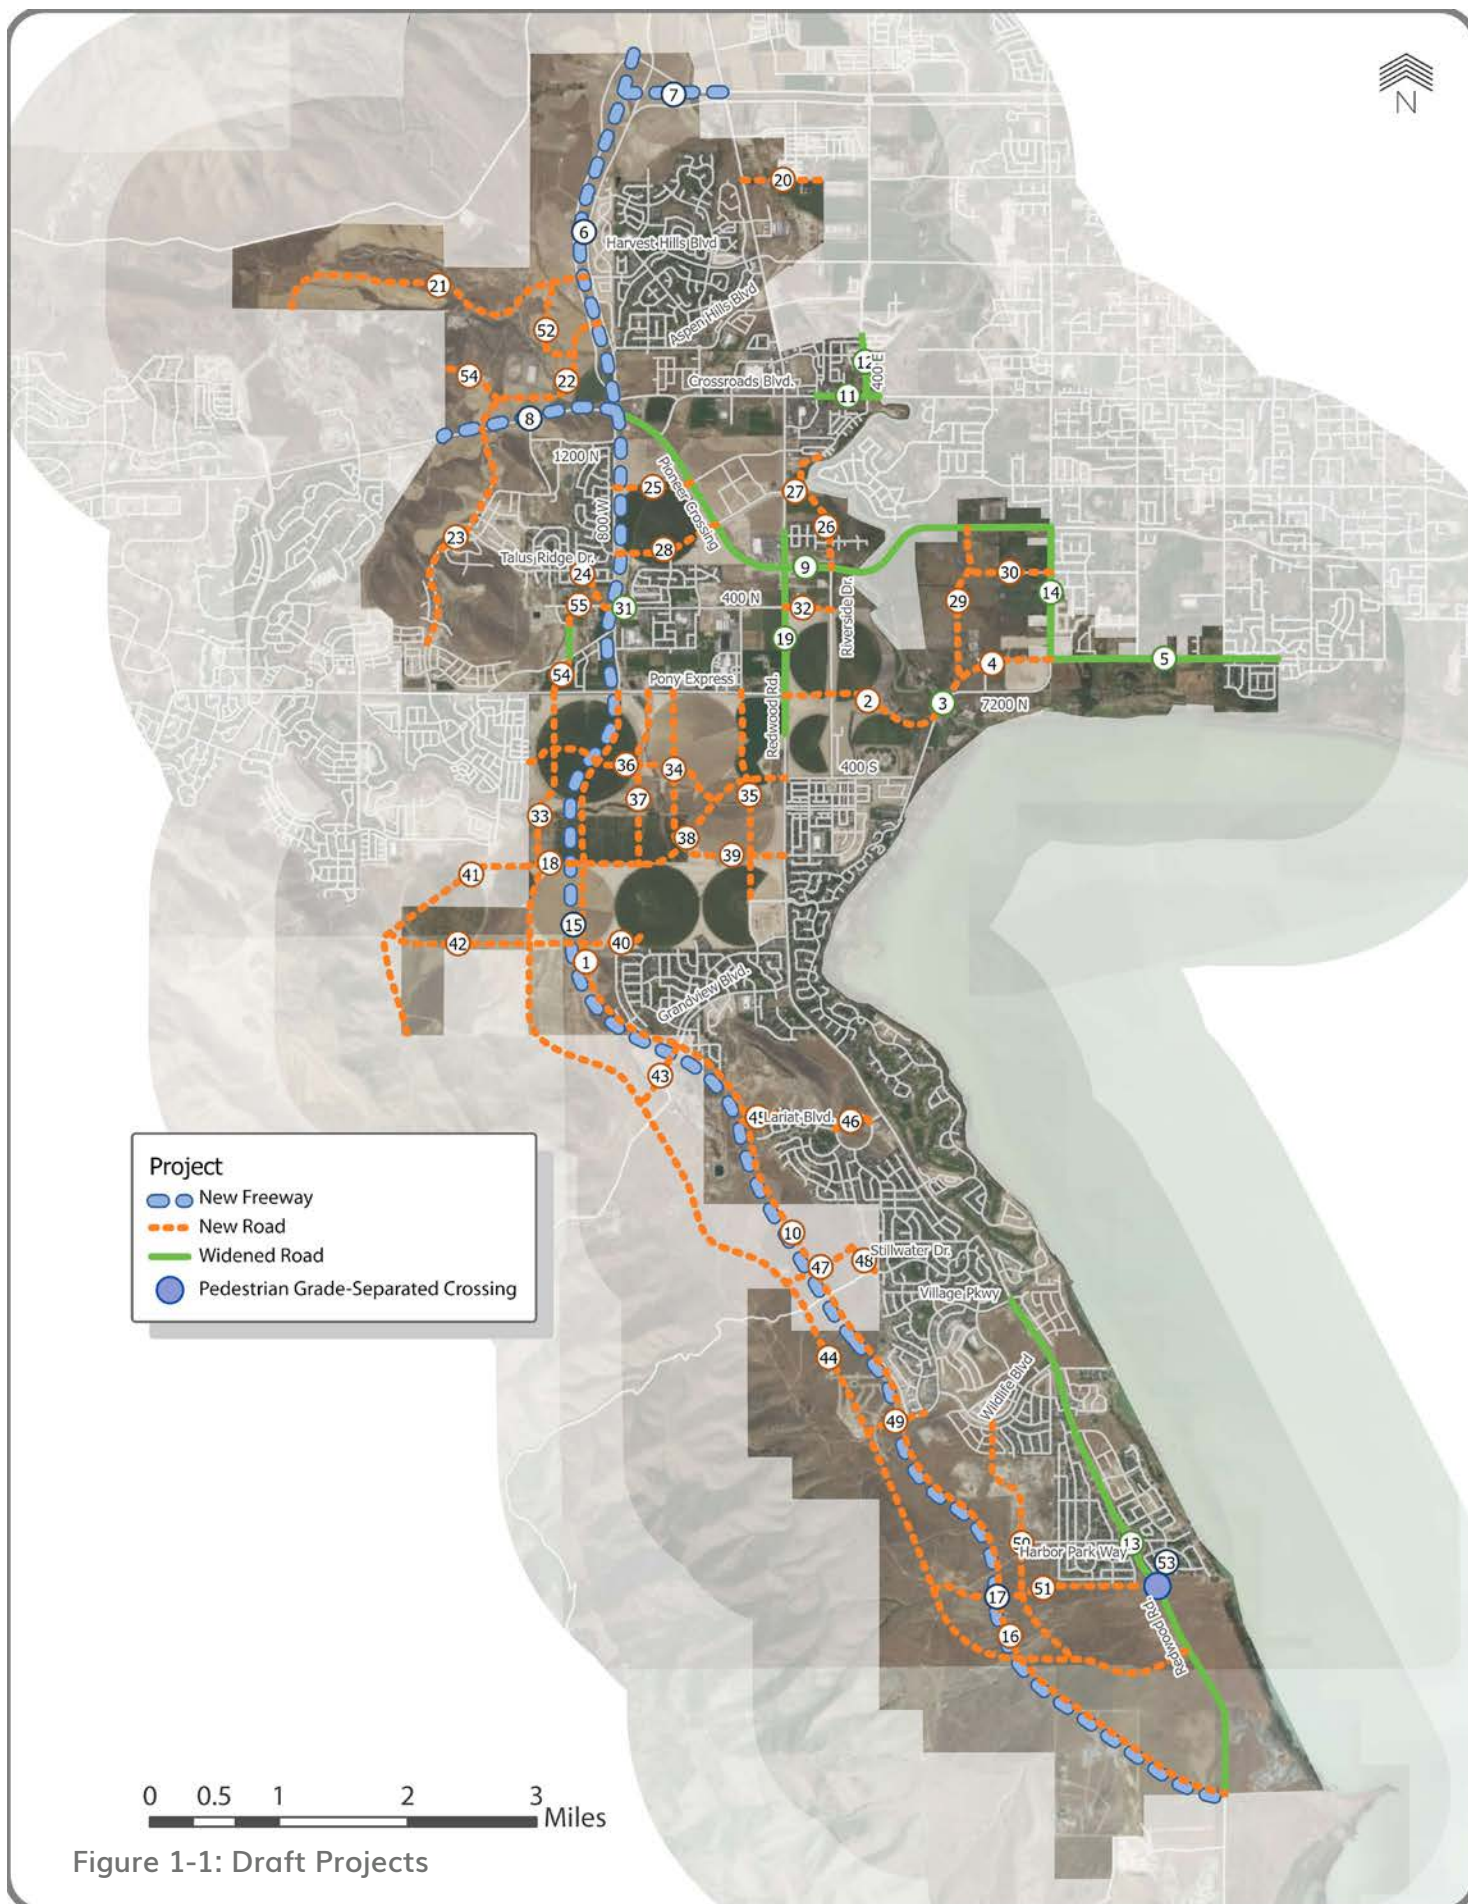 N
7
20
6
Harvest Hills Blvd
21
Aspen Hills Blvd
52
12
400 E
54
22
Crossroads Blvd.
11
8
1200 N
Pioneer Crossing
25
27
800 W
26
23
28
Talus Ridge Dr.
24
9
30
14
55
31
400 N
32
Riverside Dr.
29
19
5
4
54
Pony Express
Redwood Rd.
2
3
7200 N
36
34
400 S
37
35
33
38
39
18
41
15
42
40
1
Grandview Blvd.
43
45
Lariat Blvd.
46
Project
New Freeway
New Road
Widened Road
Pedestrian Grade-Separated Crossing
10
47
48
Stillwater Dr.
Village Pkwy
44
Wildlife Blvd
49
50
Harbor Park Way
13
53
51
17
16
Redwood Rd.
0 0.5 1 2 3
Miles
Figure 1-1: Draft Projects